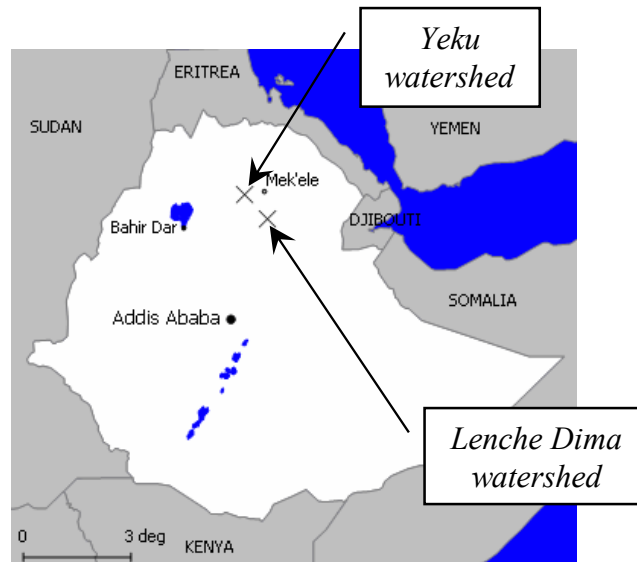 Yeku
watershed
ERITREA
SUDAN
YEMEN
Mek'ele
DJIBOUTI
Bahir Dar
SOMALIA
Addis Ababa
Lenche Dima
watershed
0 3 deg
KENYA